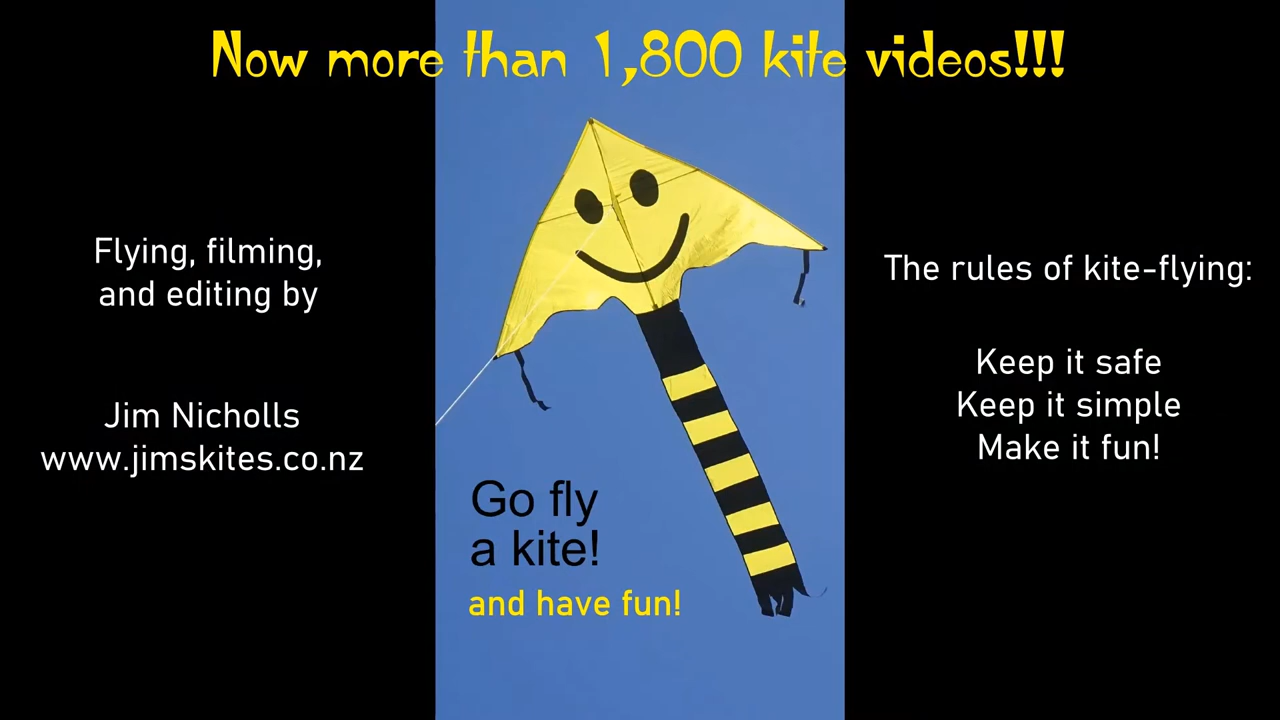 Now more than 1,800 kite videos!!!
Flying, filming,
and editing by
Jim Nicholls
www.jimskites.co.nz
Go fly
a kite!
and have fun!
The rules of kite-flying:
Keep it safe
Keep it simple
Make it fun!